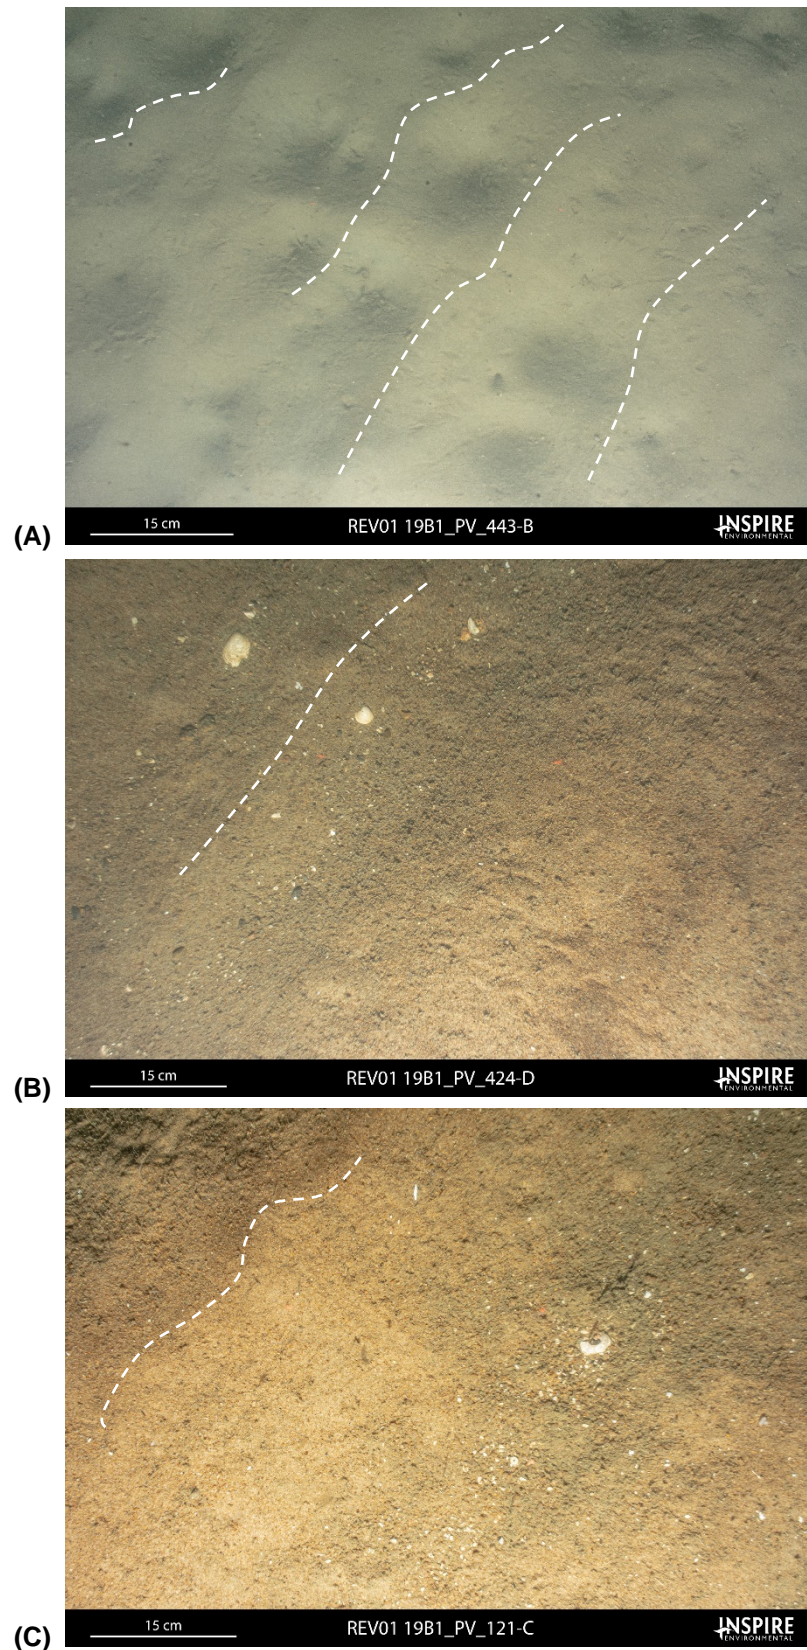 (A)
15 cm
REV01 19B1_PV_443-B
INSPIRE
ENVIRONMENTAL
(B)
15 cm
REV01 19B1_PV_424-D
INSPIRE
ENVIRONMENTAL
(C)
15 cm
REV01 19B1_PV_121-C
INSPIRE
ENVIRONMENTAL